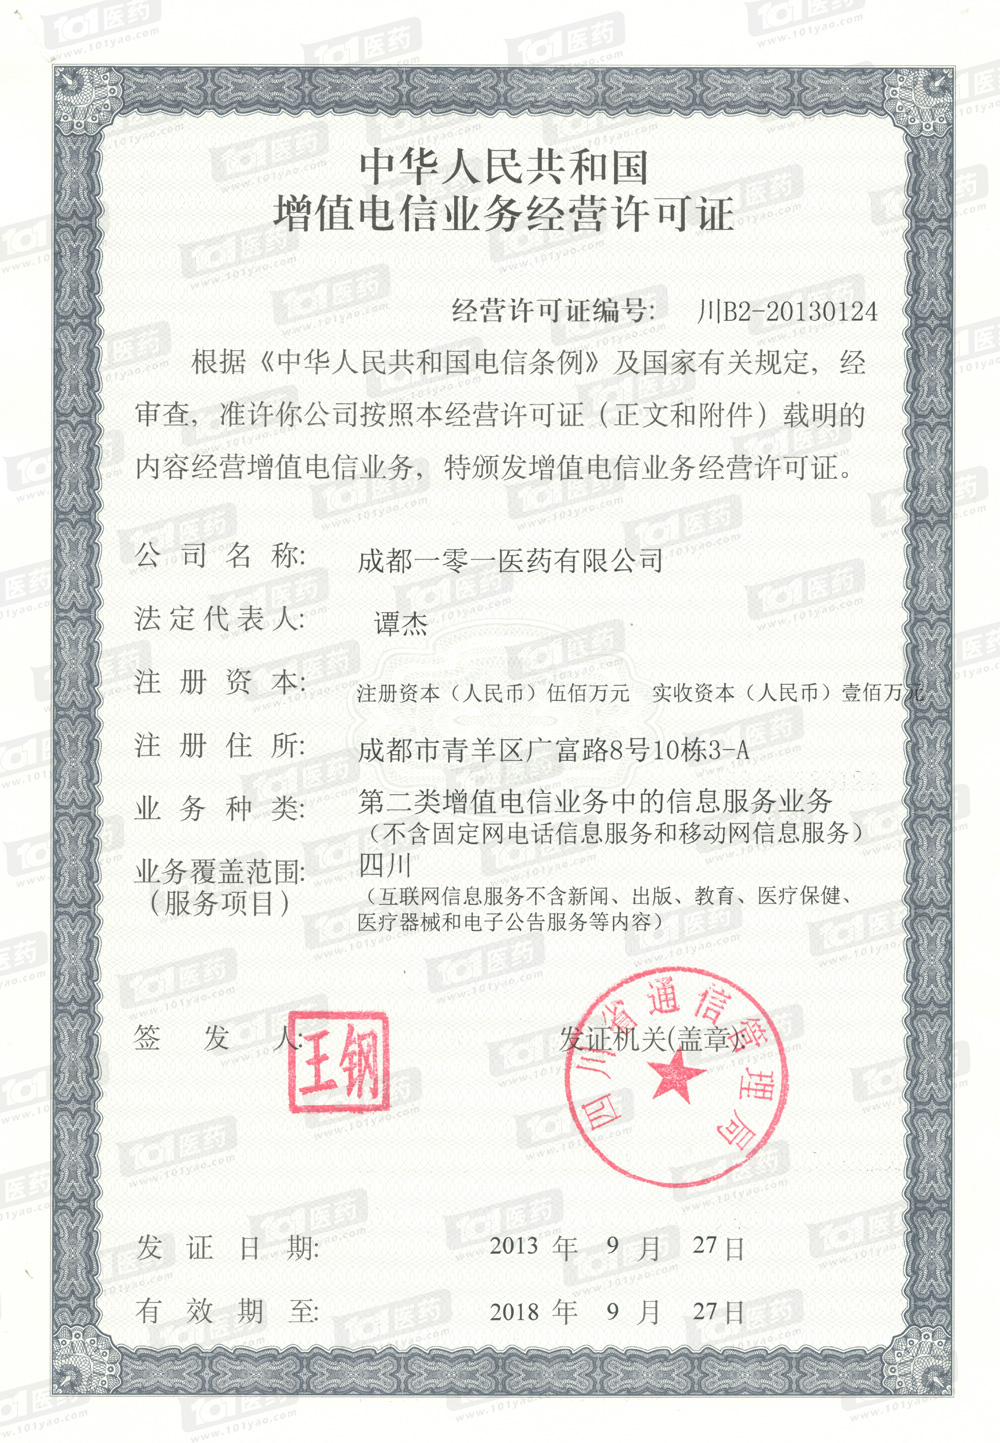 中华人民共和国
增值电信业务经营许可证
经营许可证编号: 川B2-20130124
根据《中华人民共和国电信条例》及国家有关规定，经
审查，准许你公司按照本经营许可证（正文和附件）载明的
内容经营增值电信业务，特颁发增值电信业务经营许可证。
公司名称: 成都一零一医药有限公司
法定代表人: 谭杰
注册资本: 注册资本（人民币）伍佰万元 实收资本（人民币）壹佰万元
注册住所: 成都市青羊区广富路8号10栋3-A
业务种类: 第二类增值电信业务中的信息服务业务
（不含固定网电话信息服务和移动网信息服务）
业务覆盖范围: 四川
（服务项目） （互联网信息服务不含新闻、出版、教育、医疗保健、
医疗器械和电子公告服务等内容）
签发人: 王钢
发证机关(盖章):
四川省通信管理局
发证日期: 2013 年 9 月 27 日
有效期至: 2018 年 9 月 27 日
101医药
www.101yao.com